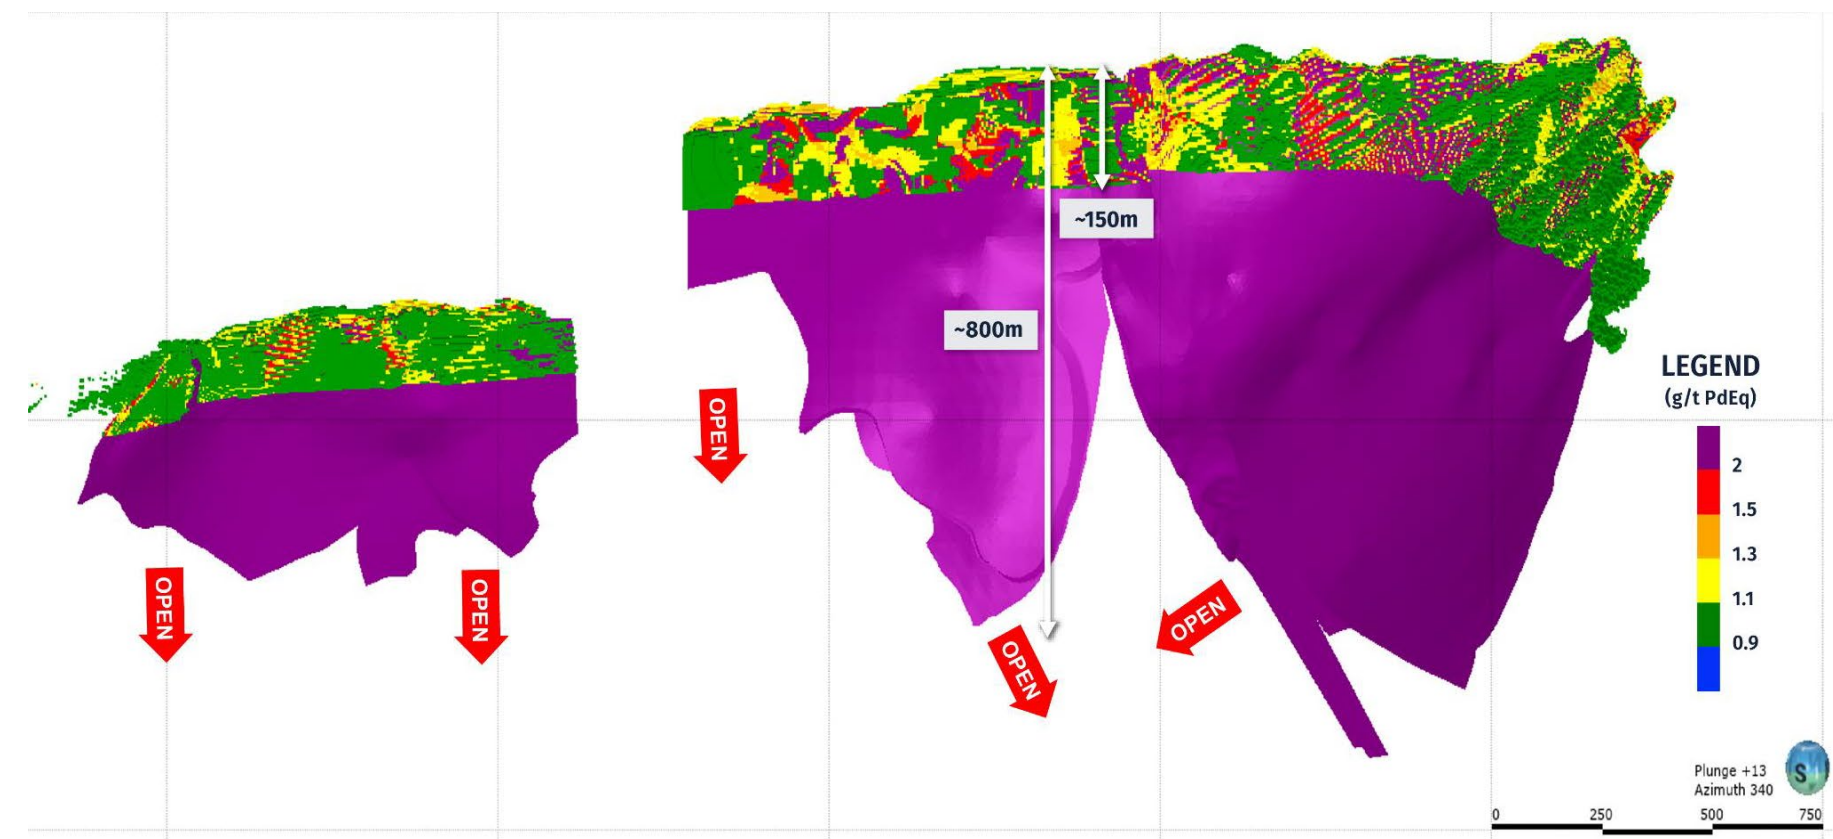 ~150m
~800m
OPEN
OPEN
OPEN
OPEN
OPEN
LEGEND
(g/t PdEq)
2
1.5
1.3
1.1
0.9
Plunge +13
Azimuth 340
S
0 250 500 750